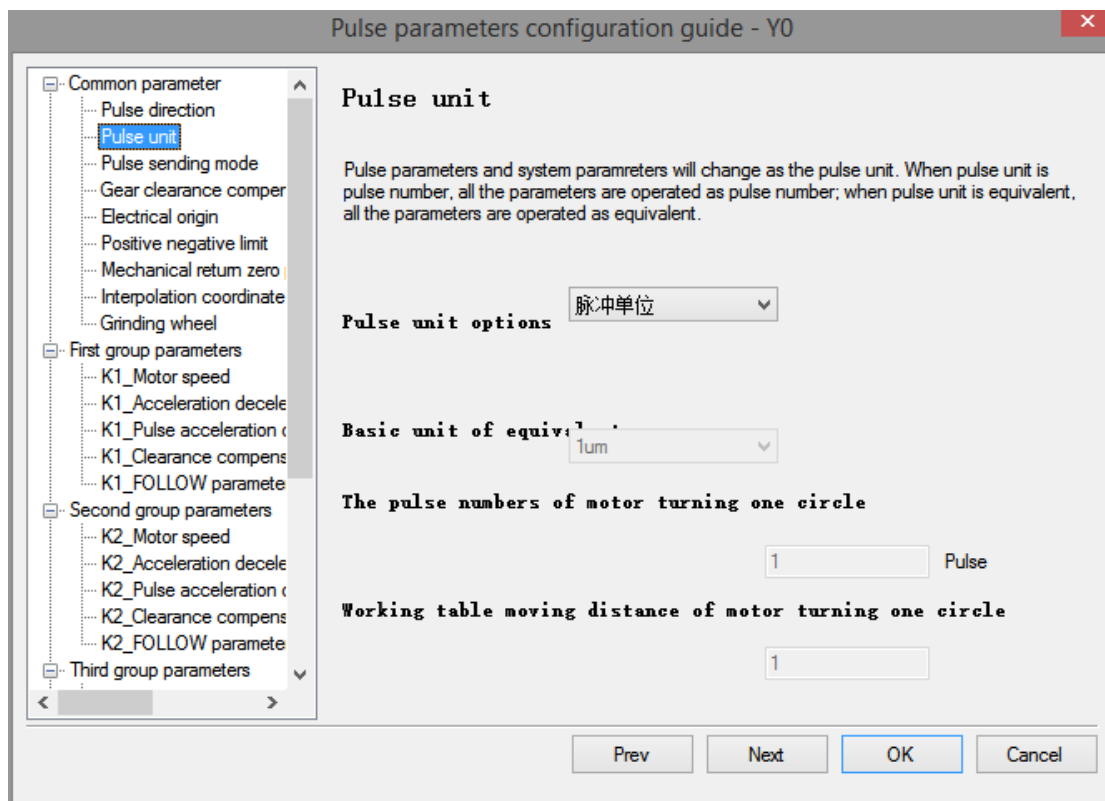 Pulse parameters configuration guide - Y0
Common parameter
Pulse direction
Pulse unit
Pulse sending mode
Gear clearance comper
Electrical origin
Positive negative limit
Mechanical return zero
Interpolation coordinate
Grinding wheel
First group parameters
K1_Motor speed
K1_Acceleration decele
K1_Pulse acceleration
K1_Clearance compens
K1_FOLLOW paramete
Second group parameters
K2_Motor speed
K2_Acceleration decele
K2_Pulse acceleration
K2_Clearance compens
K2_FOLLOW paramete
Third group parameters
Pulse unit
Pulse parameters and system paramreters will change as the pulse unit. When pulse unit is
pulse number, all the parameters are operated as pulse number; when pulse unit is equivalent,
all the parameters are operated as equivalent.
Pulse unit options
脉冲单位
Basic unit of
1um
The pulse numbers of motor turning one circle
1 Pulse
Working table moving distance of motor turning one circle
1
Prev Next OK Cancel